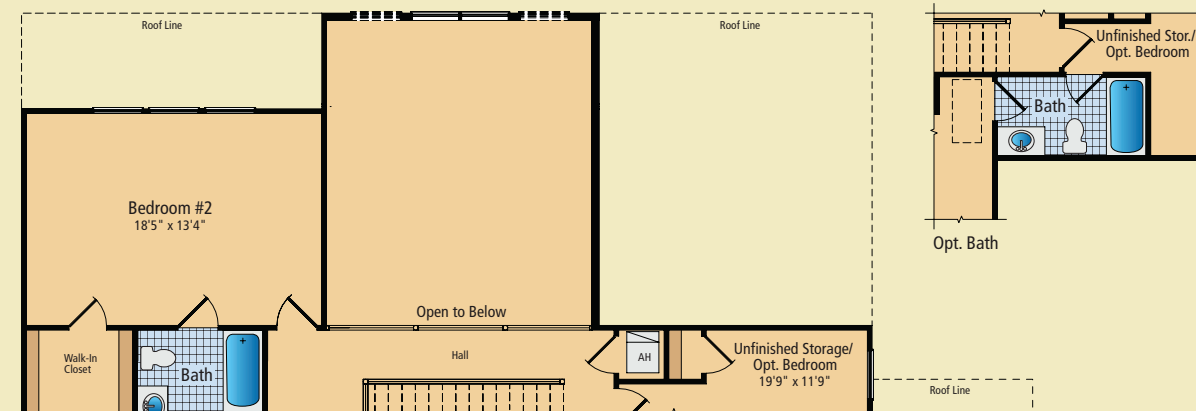 Roof Line
Roof Line
Unfinished Stor./
Opt. Bedroom
Bath
Bedroom #2
18'5" x 13'4"
Opt. Bath
Open to Below
Walk-In
Closet
Bath
Hall
AH
Unfinished Storage/
Opt. Bedroom
19'9" x 11'9"
Roof Line